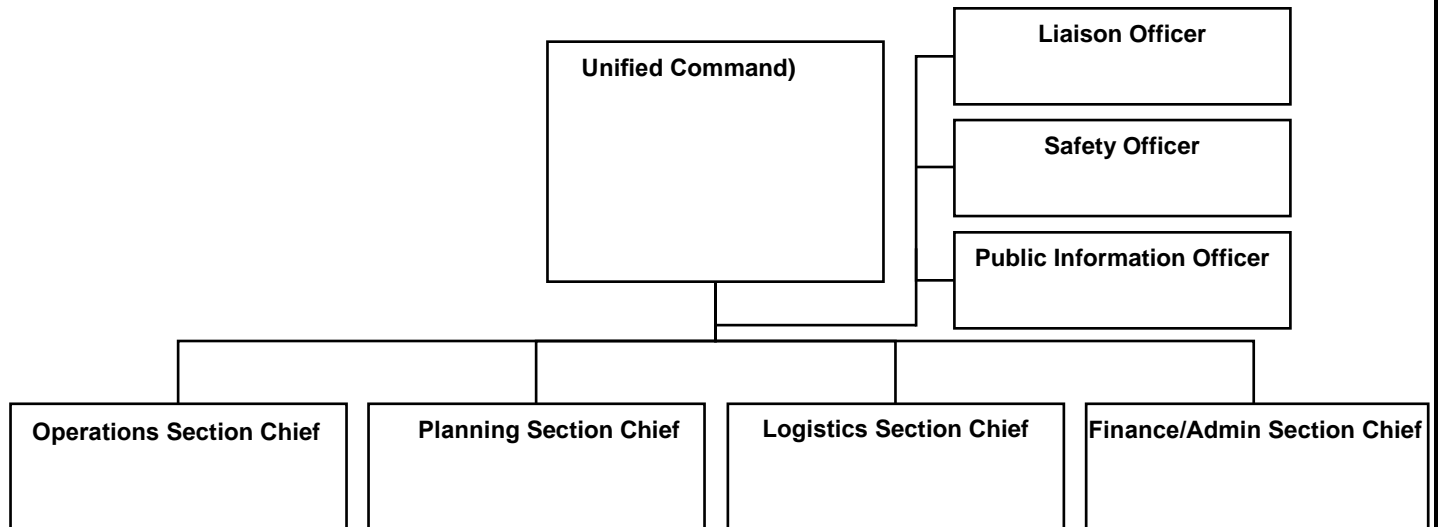 Unified Command)
Liaison Officer
Safety Officer
Public Information Officer
Operations Section Chief
Planning Section Chief
Logistics Section Chief
Finance/Admin Section Chief